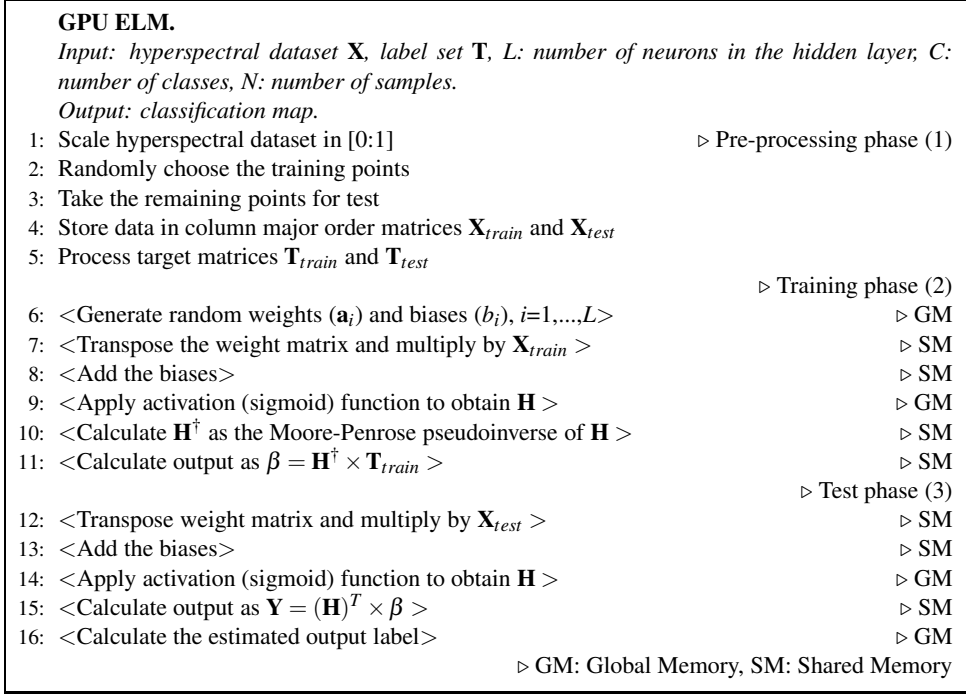 GPU ELM.
Input: hyperspectral dataset X, label set T, L: number of neurons in the hidden layer, C:
number of classes, N: number of samples.
Output: classification map.
1: Scale hyperspectral dataset in [0:1] ▷ Pre-processing phase (1)
2: Randomly choose the training points
3: Take the remaining points for test
4: Store data in column major order matrices X_train and X_test
5: Process target matrices T_train and T_test
▷ Training phase (2)
6: <Generate random weights (a_i) and biases (b_i), i=1,...,L> ▷ GM
7: <Transpose the weight matrix and multiply by X_train > ▷ SM
8: <Add the biases> ▷ SM
9: <Apply activation (sigmoid) function to obtain H > ▷ GM
10: <Calculate H† as the Moore-Penrose pseudoinverse of H > ▷ SM
11: <Calculate output as β = H† × T_train > ▷ SM
▷ Test phase (3)
12: <Transpose weight matrix and multiply by X_test > ▷ SM
13: <Add the biases> ▷ SM
14: <Apply activation (sigmoid) function to obtain H > ▷ GM
15: <Calculate output as Y = (H)^T × β > ▷ SM
16: <Calculate the estimated output label> ▷ GM
▷ GM: Global Memory, SM: Shared Memory